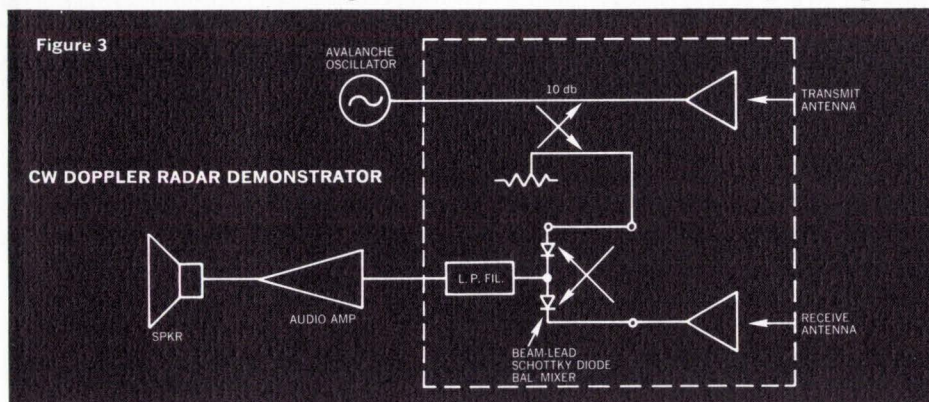 Figure 3
AVALANCHE
OSCILLATOR
10 db
TRANSMIT
ANTENNA
CW DOPPLER RADAR DEMONSTRATOR
L. P. FIL.
AUDIO AMP
SPKR
BEAM-LEAD
SCHOTTKY DIODE
BAL MIXER
RECEIVE
ANTENNA